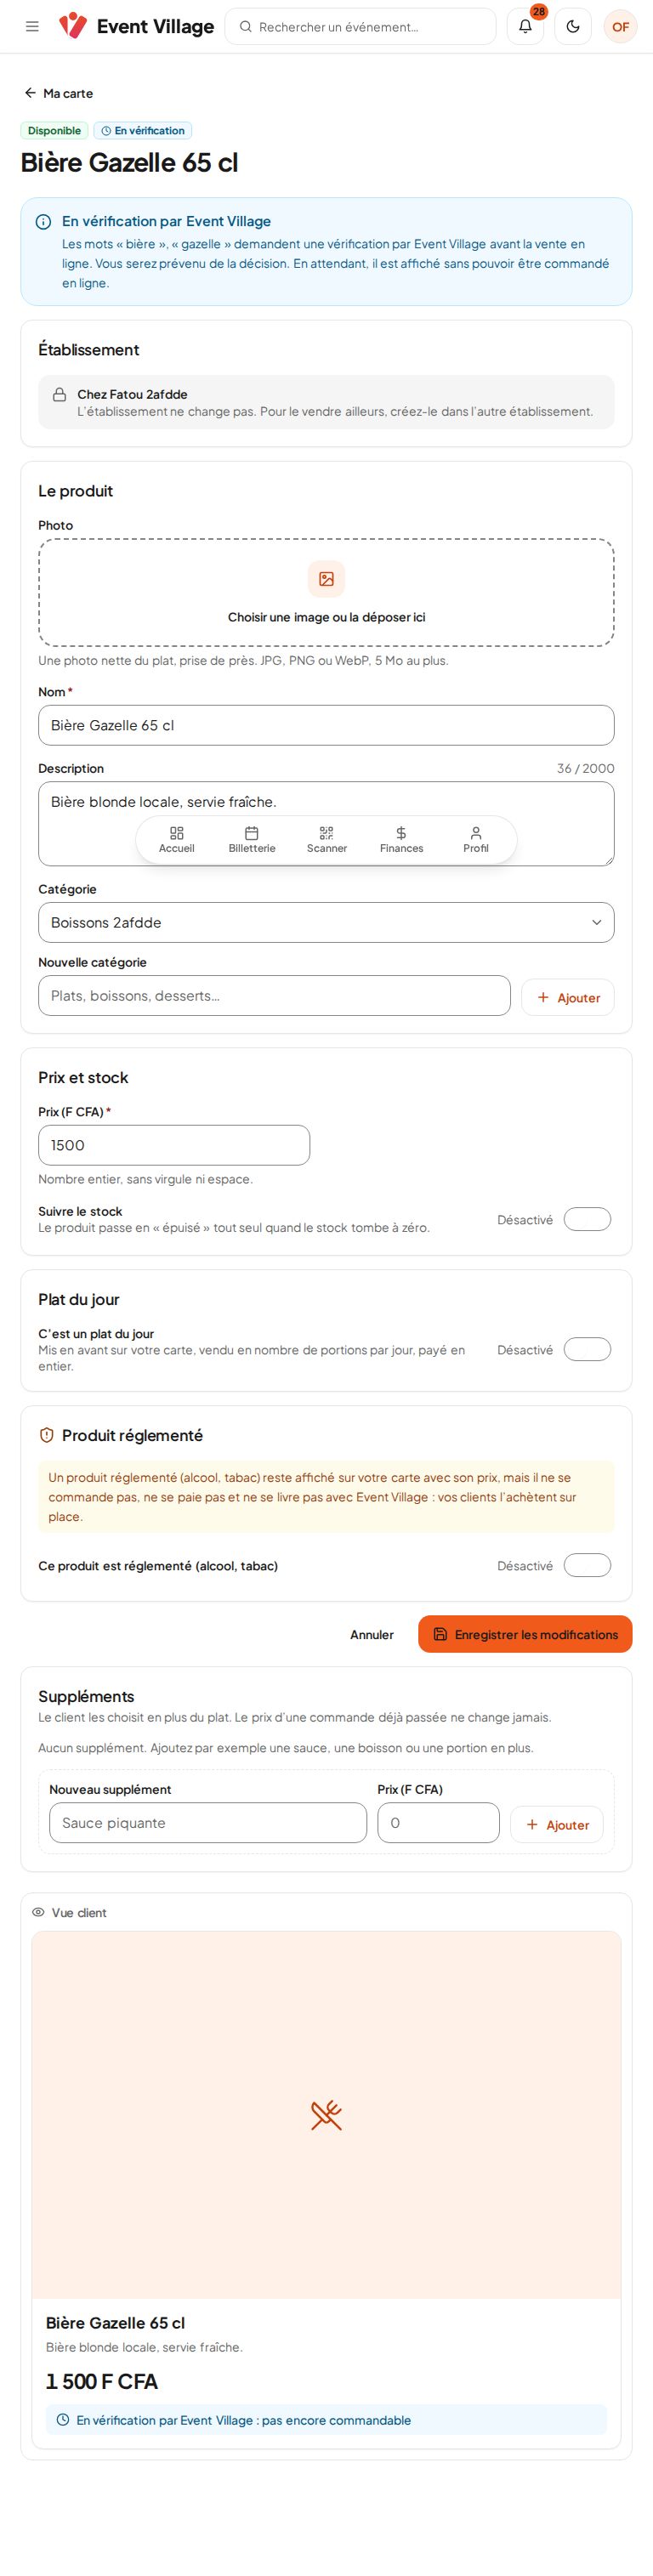 Event Village
Rechercher un événement...
28
OF
Ma carte
Disponible
En vérification
Bière Gazelle 65 cl
En vérification par Event Village
Les mots « bière », « gazelle » demandent une vérification par Event Village avant la vente en
ligne. Vous serez prévenu de la décision. En attendant, il est affiché sans pouvoir être commandé
en ligne.
Établissement
Chez Fatou 2afdde
L'établissement ne change pas. Pour le vendre ailleurs, créez-le dans l'autre établissement.
Le produit
Photo
Choisir une image ou la déposer ici
Une photo nette du plat, prise de près. JPG, PNG ou WebP, 5 Mo au plus.
Nom *
Bière Gazelle 65 cl
Description
36 / 2000
Bière blonde locale, servie fraîche.
Accueil
Billetterie
Scanner
Finances
Profil
Catégorie
Boissons 2afdde
Nouvelle catégorie
Plats, boissons, desserts...
Ajouter
Prix et stock
Prix (F CFA) *
1500
Nombre entier, sans virgule ni espace.
Suivre le stock
Le produit passe en « épuisé » tout seul quand le stock tombe à zéro.
Désactivé
Plat du jour
C'est un plat du jour
Mis en avant sur votre carte, vendu en nombre de portions par jour, payé en
entier.
Désactivé
Produit réglementé
Un produit réglementé (alcool, tabac) reste affiché sur votre carte avec son prix, mais il ne se
commande pas, ne se paie pas et ne se livre pas avec Event Village : vos clients l'achètent sur
place.
Ce produit est réglementé (alcool, tabac)
Désactivé
Annuler
Enregistrer les modifications
Suppléments
Le client les choisit en plus du plat. Le prix d'une commande déjà passée ne change jamais.
Aucun supplément. Ajoutez par exemple une sauce, une boisson ou une portion en plus.
Nouveau supplément
Prix (F CFA)
Sauce piquante
0
Ajouter
Vue client
Bière Gazelle 65 cl
Bière blonde locale, servie fraîche.
1 500 F CFA
En vérification par Event Village : pas encore commandable